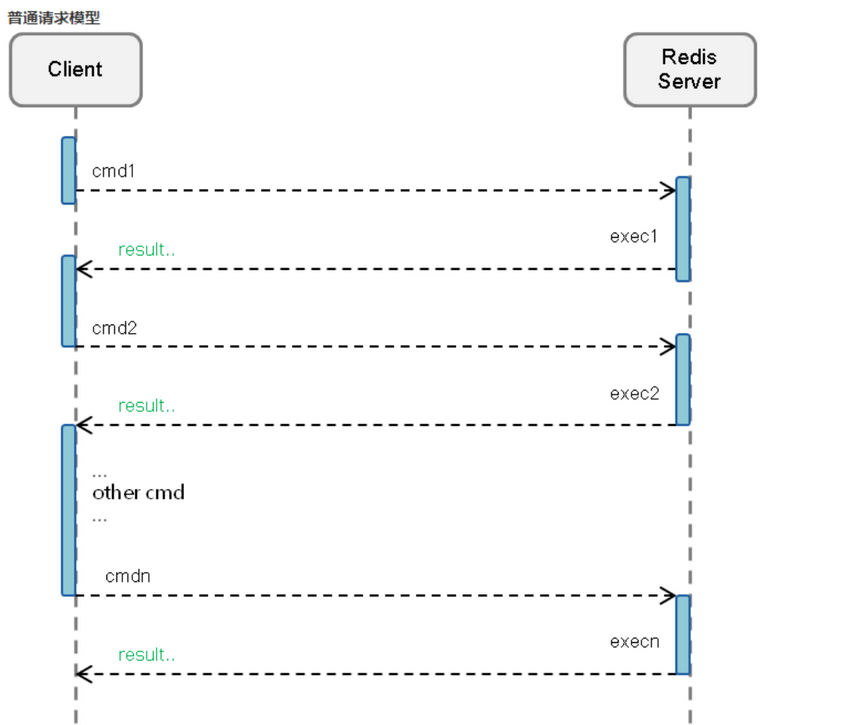 普通请求模型
Client
Redis
Server
cmd1
exec1
result..
cmd2
exec2
result..
...
other cmd
...
cmdn
execn
result..